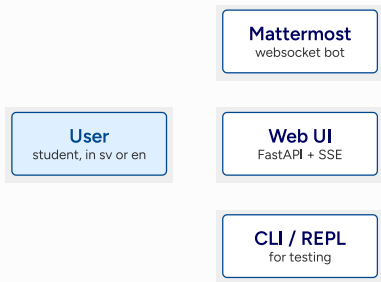 Mattermost
websocket bot
User
student, in sv or en
Web UI
FastAPI + SSE
CLI / REPL
for testing